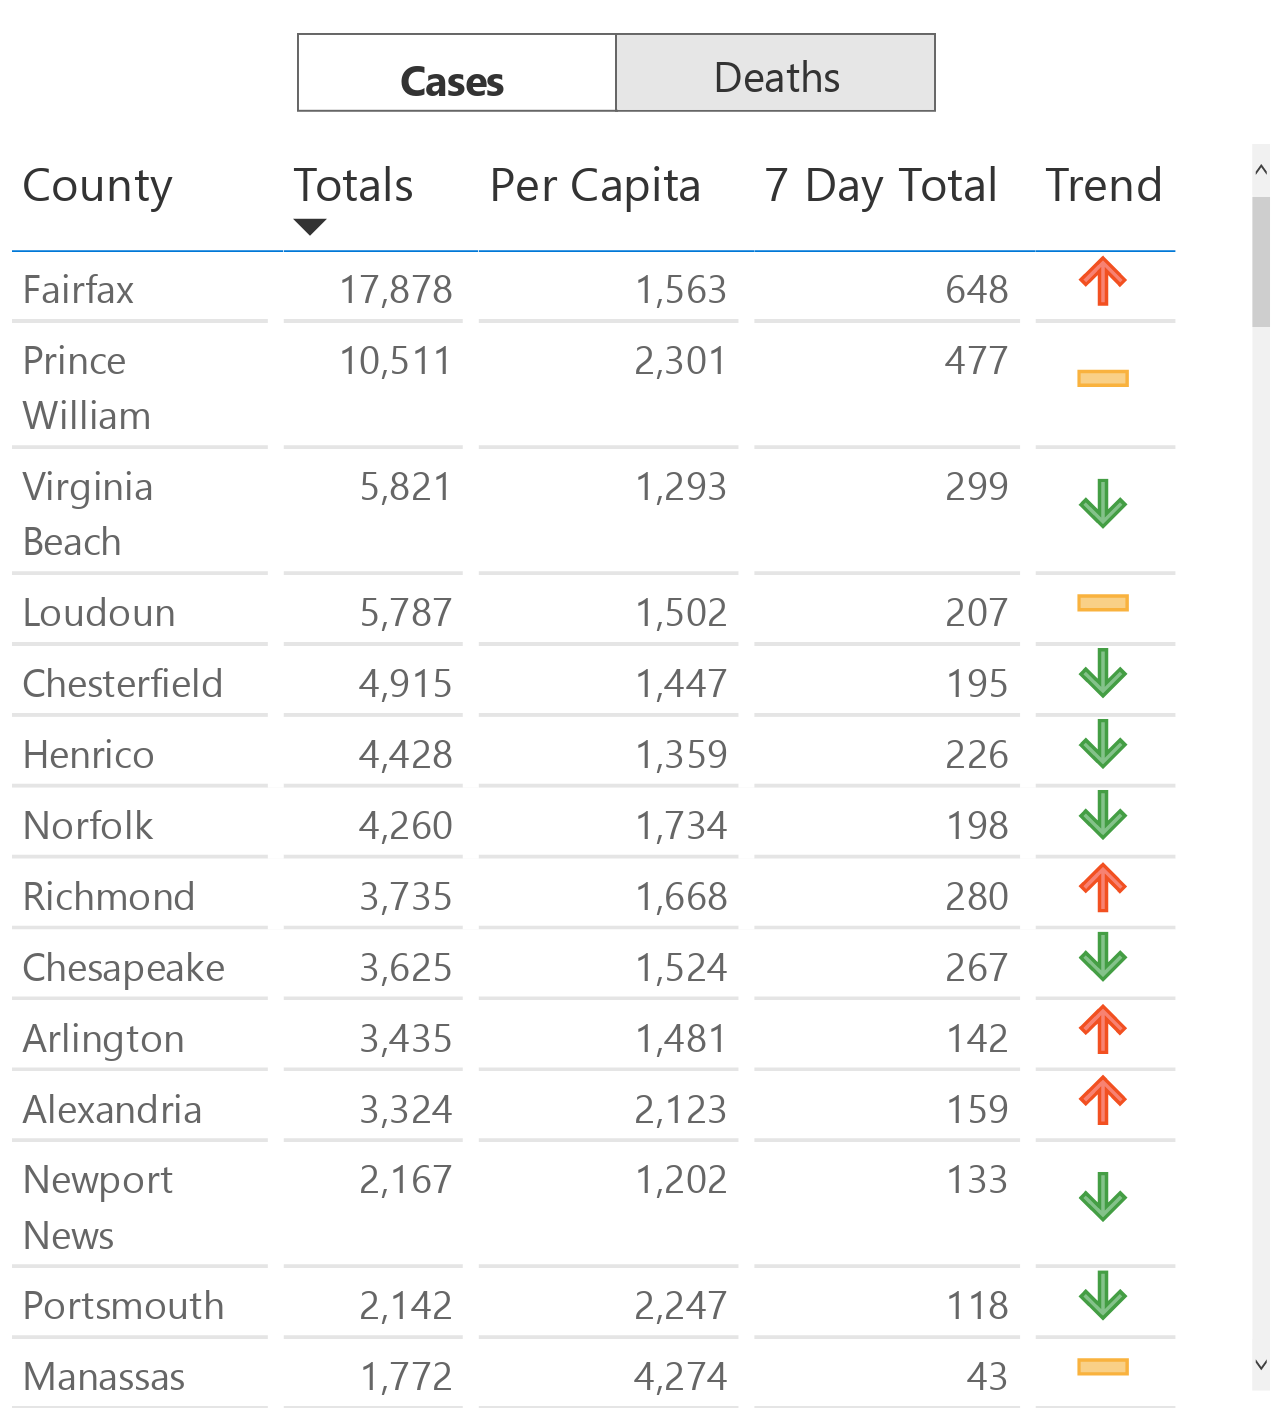 Cases Deaths
County Totals Per Capita 7 Day Total Trend
Fairfax 17,878 1,563 648
Prince 10,511 2,301 477
William
Virginia 5,821 1,293 299
Beach
Loudoun 5,787 1,502 207
Chesterfield 4,915 1,447 195
Henrico 4,428 1,359 226
Norfolk 4,260 1,734 198
Richmond 3,735 1,668 280
Chesapeake 3,625 1,524 267
Arlington 3,435 1,481 142
Alexandria 3,324 2,123 159
Newport 2,167 1,202 133
News
Portsmouth 2,142 2,247 118
Manassas 1,772 4,274 43